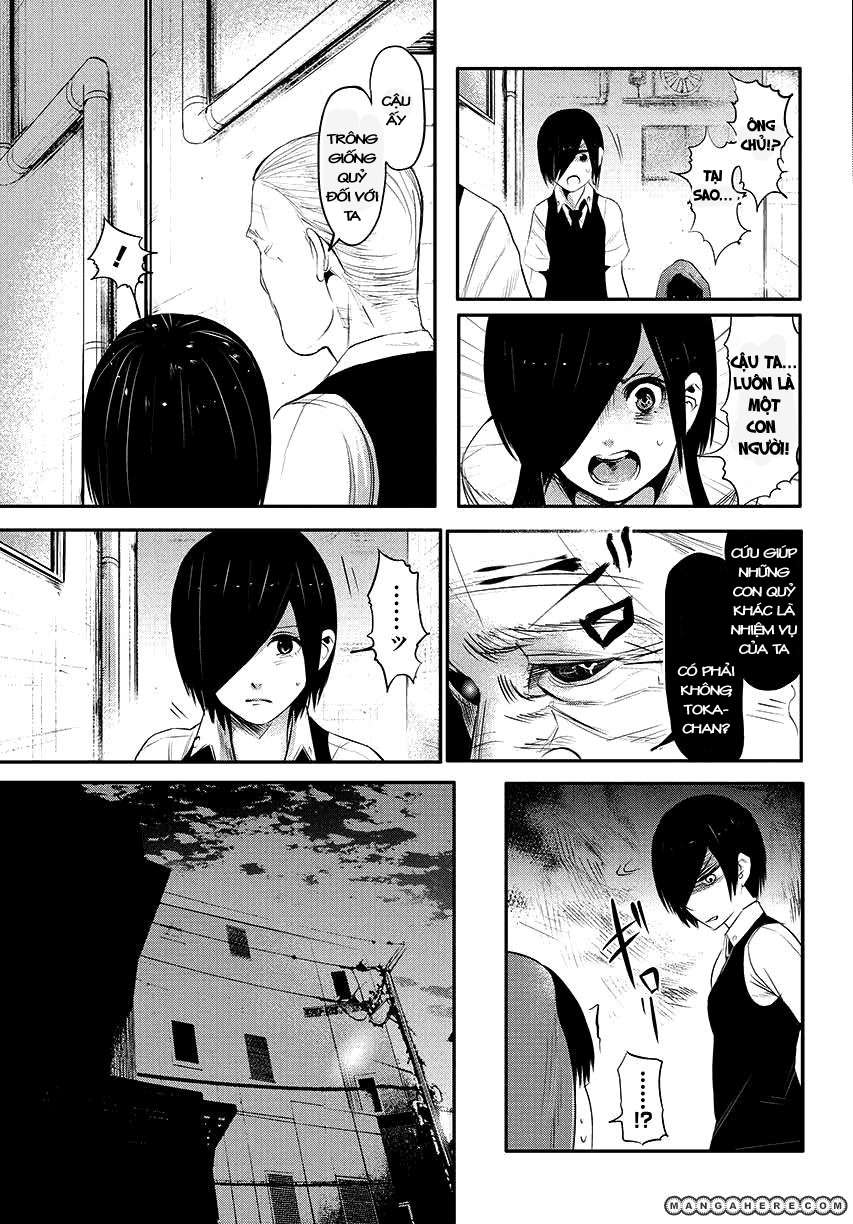 ÔNG
CHỦ!?
TẠI
SAO...
CẬU TA...
LUÔN LÀ
MỘT
CON
NGƯỜI!
CẬU
ẤY
TRÔNG
GIỐNG
QUỶ
ĐỐI VỚI
TA
!
CỨU GIÚP
NHỮNG
CON QUỶ
KHÁC LÀ
NHIỆM VỤ
CỦA TA
CÓ PHẢI
KHÔNG,
TOKA-
CHAN?
......ッ
......!?
MANGAHERE.COM